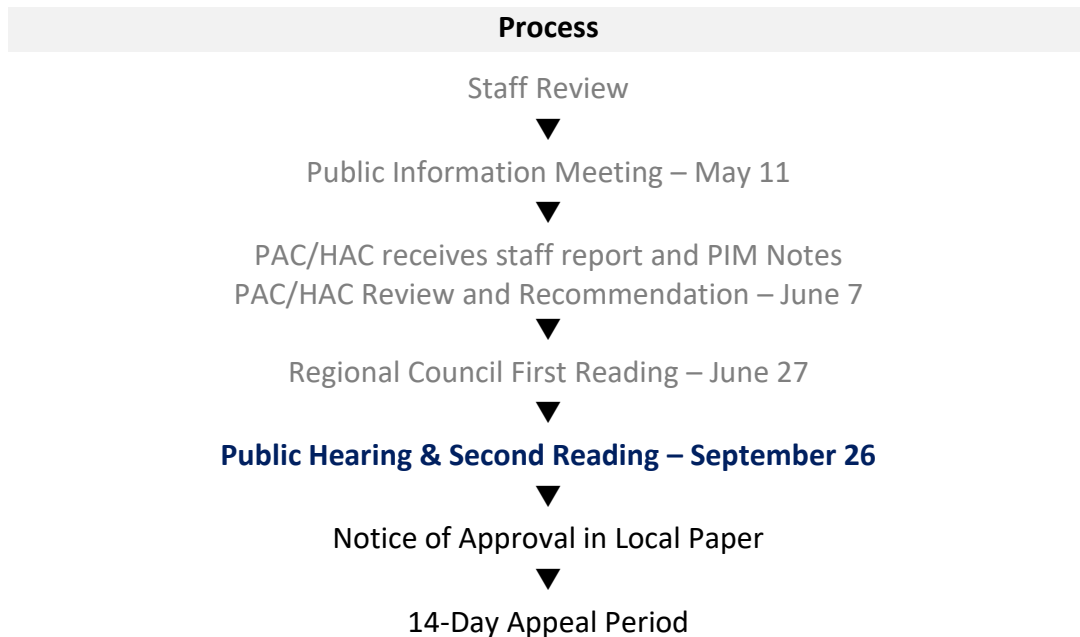 Process
Staff Review
Public Information Meeting – May 11
PAC/HAC receives staff report and PIM Notes
PAC/HAC Review and Recommendation – June 7
Regional Council First Reading – June 27
Public Hearing & Second Reading – September 26
Notice of Approval in Local Paper
14-Day Appeal Period